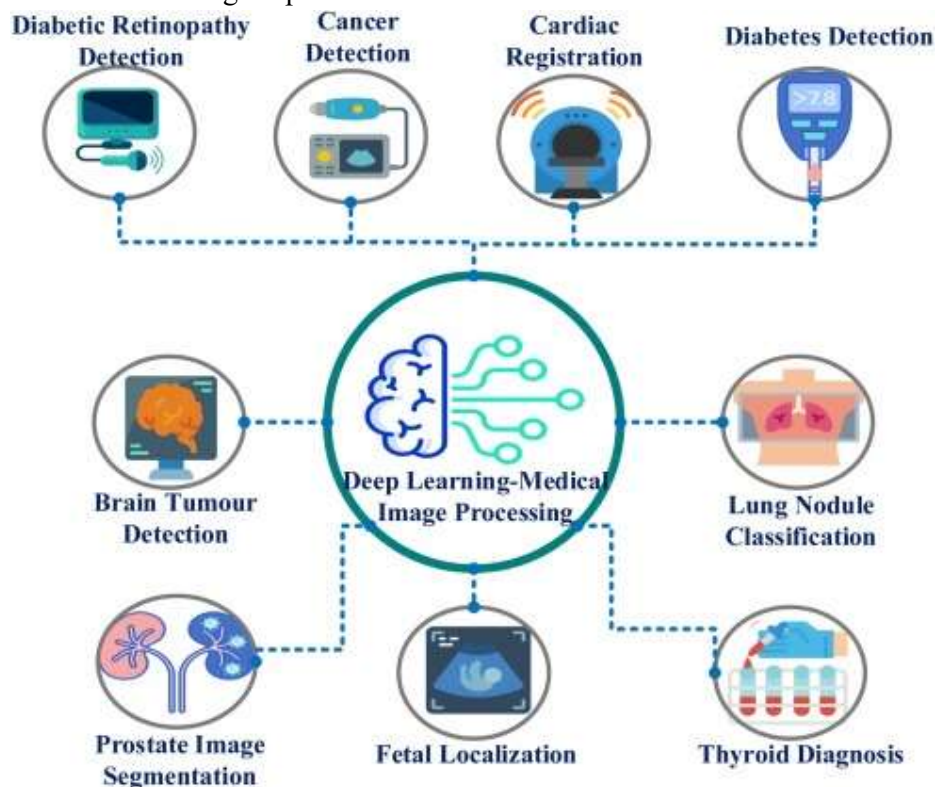 Diabetic Retinopathy
Detection
Cancer
Detection
Cardiac
Registration
Diabetes Detection
>7.8
Deep Learning-Medical
Image Processing
Brain Tumour
Detection
Lung Nodule
Classification
Prostate Image
Segmentation
Fetal Localization
Thyroid Diagnosis